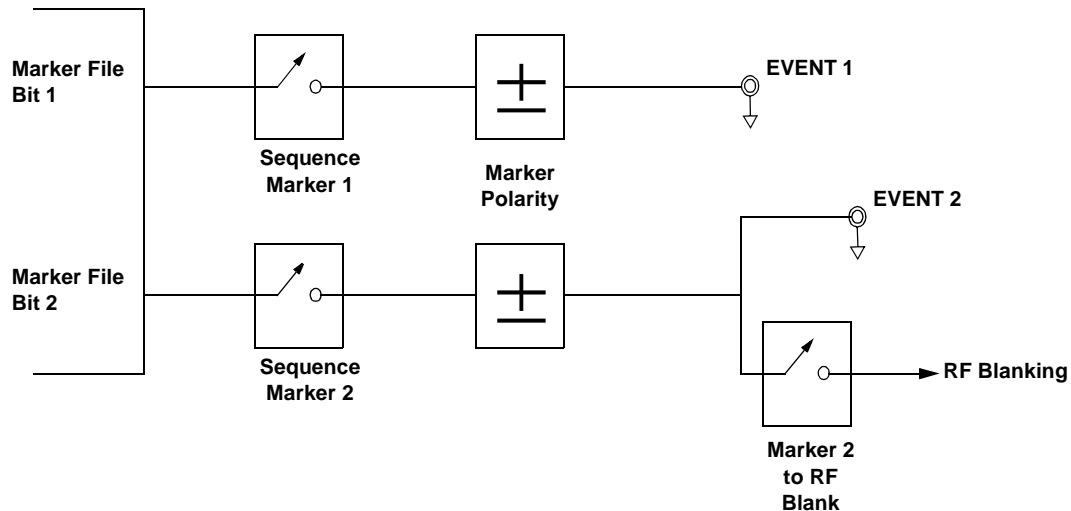 Marker File
Bit 1
Sequence
Marker 1
Marker
Polarity
EVENT 1
EVENT 2
Marker File
Bit 2
Sequence
Marker 2
RF Blanking
Marker 2
to RF
Blank